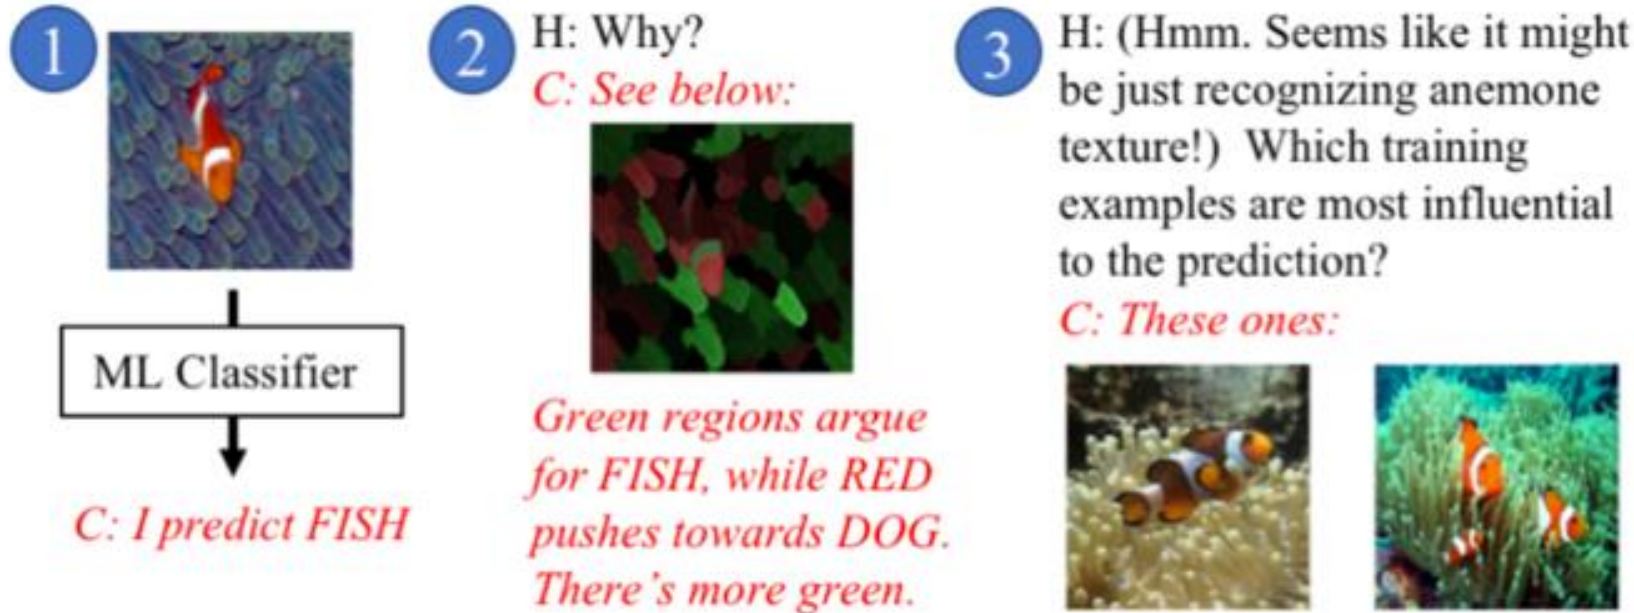 1
ML Classifier
C: I predict FISH
2
H: Why?
C: See below:
Green regions argue
for FISH, while RED
pushes towards DOG.
There's more green.
3
H: (Hmm. Seems like it might
be just recognizing anemone
texture!) Which training
examples are most influential
to the prediction?
C: These ones: